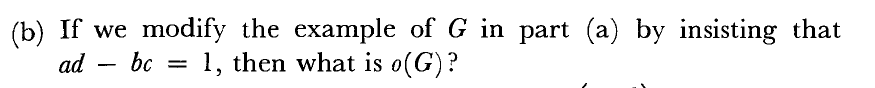 (b) If we modify the example of G in part (a) by insisting that
ad − bc = 1, then what is o(G)?